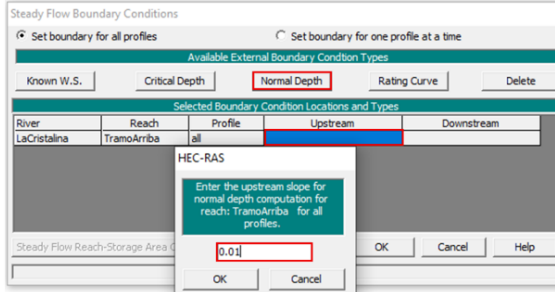 Steady Flow Boundary Conditions
Set boundary for all profiles Set boundary for one profile at a time
Available External Boundary Condtion Types
Known W.S. Critical Depth Normal Depth Rating Curve Delete
Selected Boundary Condition Locations and Types
River Reach Profile Upstream Downstream
LaCristalina TramoArriba all
HEC-RAS
Enter the upstream slope for
normal depth computation for
reach: TramoArriba for all
profiles.
Steady Flow Reach-Storage Area OK Cancel Help
0.01
OK Cancel